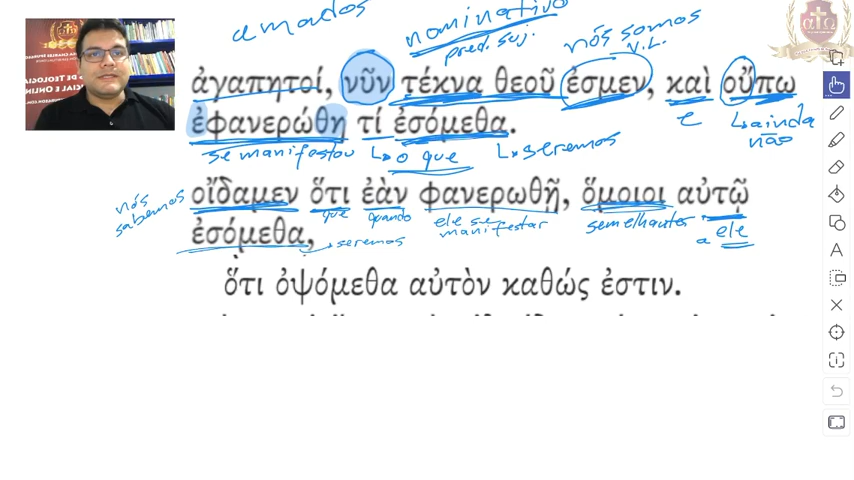 amados
nominativo
pred. suj.
nós somos
V.L.
ἀγαπητοί, νῦν τέκνα θεοῦ ἐσμεν, καὶ οὔπω
e
↳ ainda não
ἐφανερώθη τί ἐσόμεθα.
se manifestou ↳ o que ↳ seremos
nós sabemos
οἴδαμεν ὅτι ἐὰν φανερωθῇ, ὅμοιοι αὐτῷ
que quando ele se manifestar semelhantes a ele
ἐσόμεθα,
seremos
ὅτι ὀψόμεθα αὐτὸν καθώς ἐστιν.